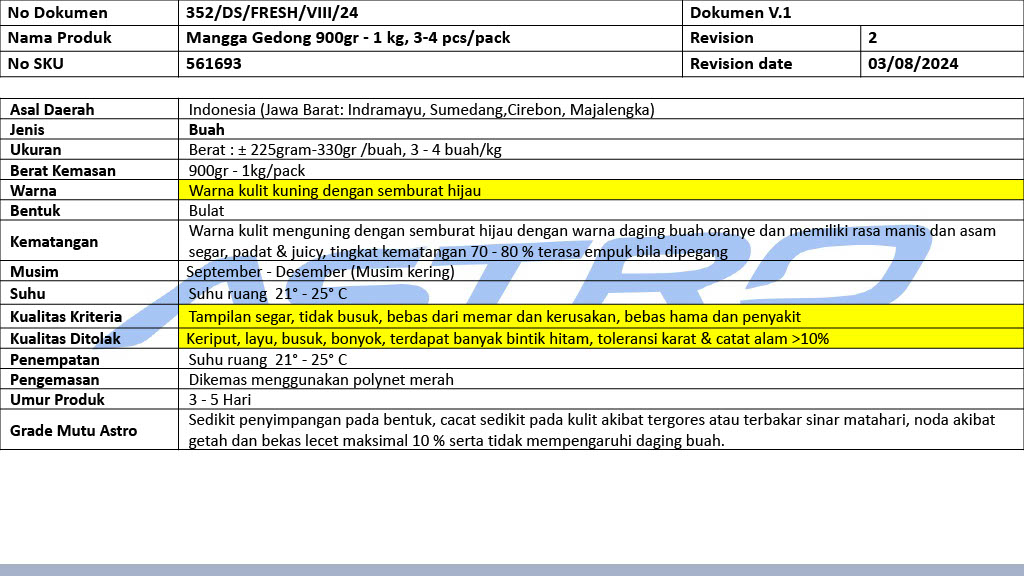 No Dokumen 352/DS/FRESH/VIII/24 Dokumen V.1
Nama Produk Mangga Gedong 900gr - 1 kg, 3-4 pcs/pack Revision 2
No SKU 561693 Revision date 03/08/2024
Asal Daerah Indonesia (Jawa Barat: Indramayu, Sumedang,Cirebon, Majalengka)
Jenis Buah
Ukuran Berat : ± 225gram-330gr /buah, 3 - 4 buah/kg
Berat Kemasan 900gr - 1kg/pack
Warna Warna kulit kuning dengan semburat hijau
Bentuk Bulat
Kematangan Warna kulit menguning dengan semburat hijau dengan warna daging buah oranye dan memiliki rasa manis dan asam
segar, padat & juicy, tingkat kematangan 70 - 80 % terasa empuk bila dipegang
Musim September - Desember (Musim kering)
Suhu Suhu ruang 21° - 25° C
Kualitas Kriteria Tampilan segar, tidak busuk, bebas dari memar dan kerusakan, bebas hama dan penyakit
Kualitas Ditolak Keriput, layu, busuk, bonyok, terdapat banyak bintik hitam, toleransi karat & catat alam >10%
Penempatan Suhu ruang 21° - 25° C
Pengemasan Dikemas menggunakan polynet merah
Umur Produk 3 - 5 Hari
Grade Mutu Astro Sedikit penyimpangan pada bentuk, cacat sedikit pada kulit akibat tergores atau terbakar sinar matahari, noda akibat
getah dan bekas lecet maksimal 10 % serta tidak mempengaruhi daging buah.
ASTRO